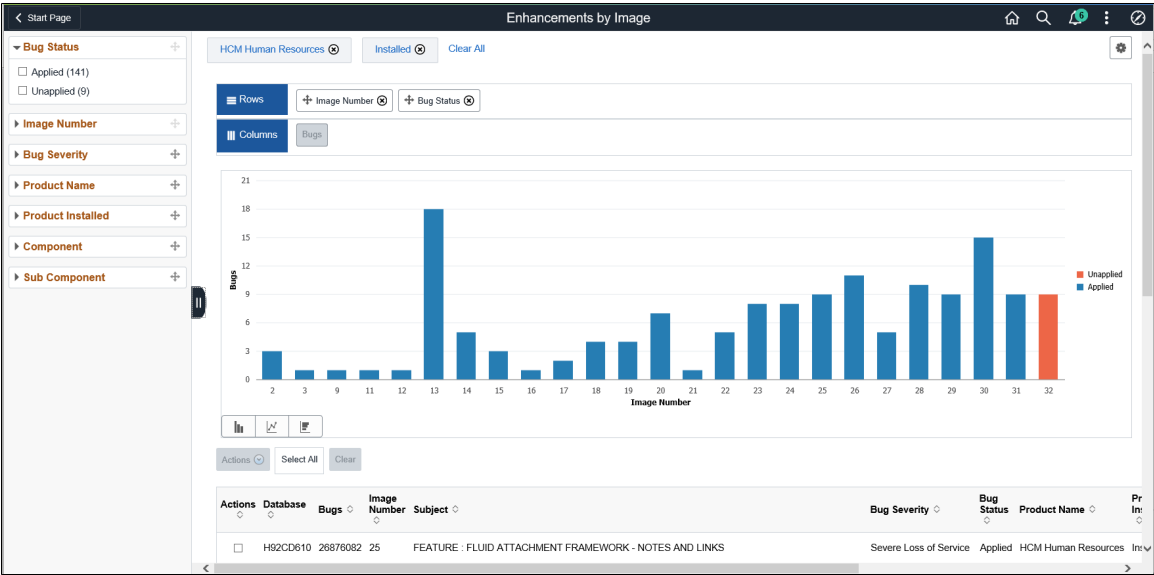 Start Page
Enhancements by Image
6
Bug Status
Applied (141)
Unapplied (9)
Image Number
Bug Severity
Product Name
Product Installed
Component
Sub Component
HCM Human Resources
Installed
Clear All
Rows
Image Number
Bug Status
Columns
Bugs
21
18
15
12
9
6
3
0
Bugs
2 3 9 11 12 13 14 15 16 17 18 19 20 21 22 23 24 25 26 27 28 29 30 31 32
Image Number
Unapplied
Applied
Actions
Select All
Clear
Actions Database Bugs Image Number Subject Bug Severity Bug Status Product Name Pr Ins
H92CD610 26876082 25 FEATURE : FLUID ATTACHMENT FRAMEWORK - NOTES AND LINKS Severe Loss of Service Applied HCM Human Resources Ins